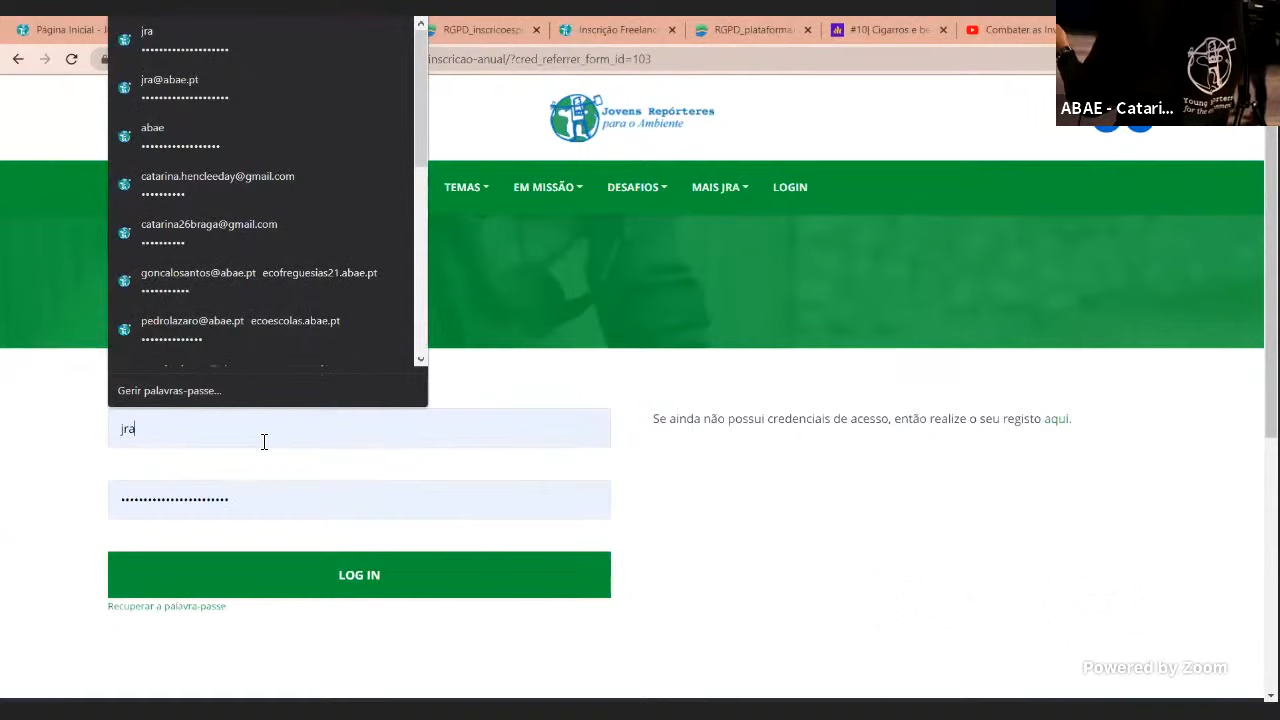 Página Inicial - J
RGPD_inscricoesp
Inscrição Freelanc
RGPD_plataforma
#10| Cigarros e bec
Combater as Inv
inscricao-anual/?cred_referrer_form_id=103
ABAE - Catari...
jra
••••••••••••••••••••
jra@abae.pt
••••••••••••••••••••
abae
••••••••••••••••••
catarina.hencleeday@gmail.com
••••••••••
catarina26braga@gmail.com
••••••••••
goncalosantos@abae.pt ecofreguesias21.abae.pt
•••••••••••
pedrolazaro@abae.pt ecoescolas.abae.pt
••••••••••••••
Gerir palavras-passe...
Jovens Repórteres
para o Ambiente
TEMAS EM MISSÃO DESAFIOS MAIS JRA LOGIN
jra
••••••••••••••••••••••••
LOG IN
Recuperar a palavra-passe
Se ainda não possui credenciais de acesso, então realize o seu registo aqui.
Powered by Zoom